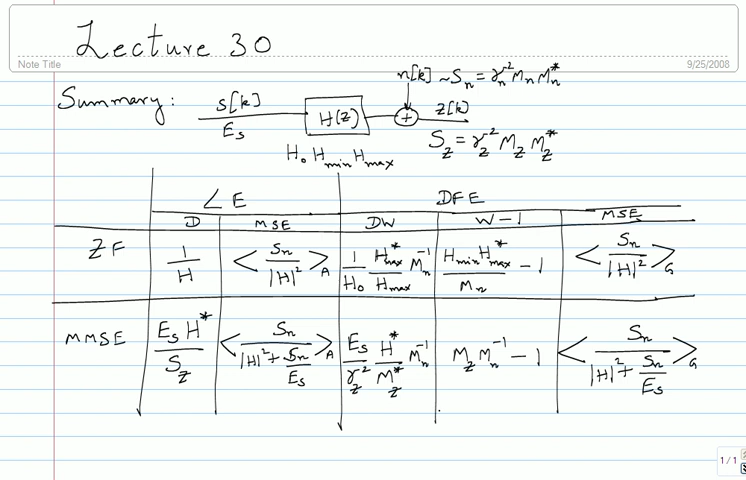 Lecture 30
Note Title
9/25/2008
Summary:
s[k]
E_s
H(z)
H_0 H_min H_max
n[k] ~ S_n = γ_n^2 M_n M_n^*
z[k]
S_z = γ_z^2 M_z M_z^*
LE DFE
D MSE DW W-1 MSE
ZF 1/H <S_n/|H|^2>_A 1/H_0 H_max^*/H_max M_n^-1 H_min H_max^*/M_n - 1 <S_n/|H|^2>_G
MMSE E_s H^*/S_z <S_n/(|H|^2 + S_n/E_s)>_A E_s/γ_z^2 H^*/M_z^* M_n^-1 M_z M_n^-1 - 1 <S_n/(|H|^2 + S_n/E_s)>_G
1/1